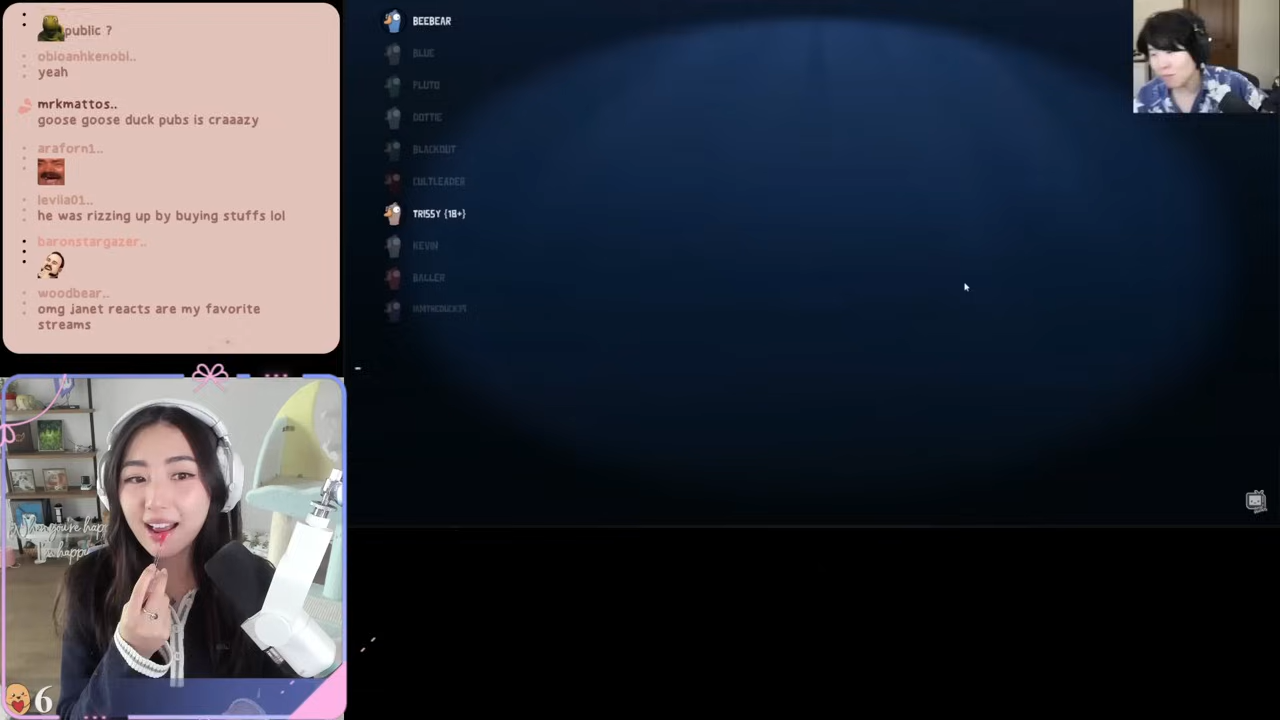 public ?
obioanhkenobi..
yeah
mrkmattos..
goose goose duck pubs is craaazy
araforn1..
leviia01..
he was rizzing up by buying stuffs lol
baronstargazer..
woodbear..
omg janet reacts are my favorite
streams
BEEBEAR
BLUE
FLUTO
DOTTIE
BLACKOUT
CULTLEADER
TRISSY (18+)
KEVIN
BALLER
I'm happy
6